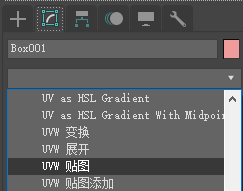 Box001
UV as HSL Gradient
UV as HSL Gradient With Midpoin
UVW 变换
UVW 展开
UVW 贴图
UVW 贴图添加